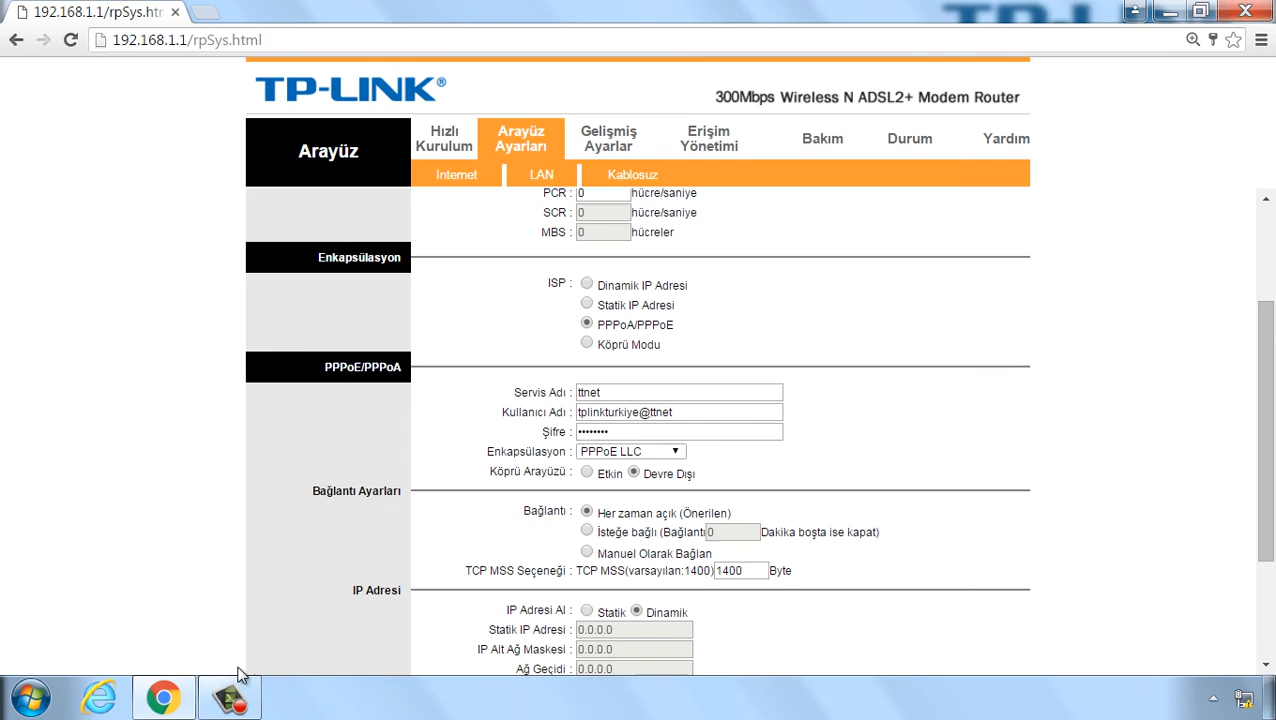 192.168.1.1/rpSys.htm
192.168.1.1/rpSys.html
TP-LINK®
300Mbps Wireless N ADSL2+ Modem Router
Arayüz
Hızlı Kurulum
Arayüz Ayarları
Gelişmiş Ayarlar
Erişim Yönetimi
Bakım
Durum
Yardım
Internet
LAN
Kablosuz
PCR : 0 hücre/saniye
SCR : 0 hücre/saniye
MBS : 0 hücreler
Enkapsülasyon
ISP : Dinamik IP Adresi
Statik IP Adresi
PPPoA/PPPoE
Köprü Modu
PPPoE/PPPoA
Servis Adı : ttnet
Kullanıcı Adı : tplinkturkiye@ttnet
Şifre : ••••••••
Enkapsülasyon : PPPoE LLC
Köprü Arayüzü : Etkin Devre Dışı
Bağlantı Ayarları
Bağlantı : Her zaman açık (Önerilen)
İsteğe bağlı (Bağlantı 0 Dakika boşta ise kapat)
Manuel Olarak Bağlan
TCP MSS Seçeneği : TCP MSS(varsayılan:1400) 1400 Byte
IP Adresi
IP Adresi Al : Statik Dinamik
Statik IP Adresi : 0.0.0.0
IP Alt Ağ Maskesi : 0.0.0.0
Ağ Geçidi : 0.0.0.0